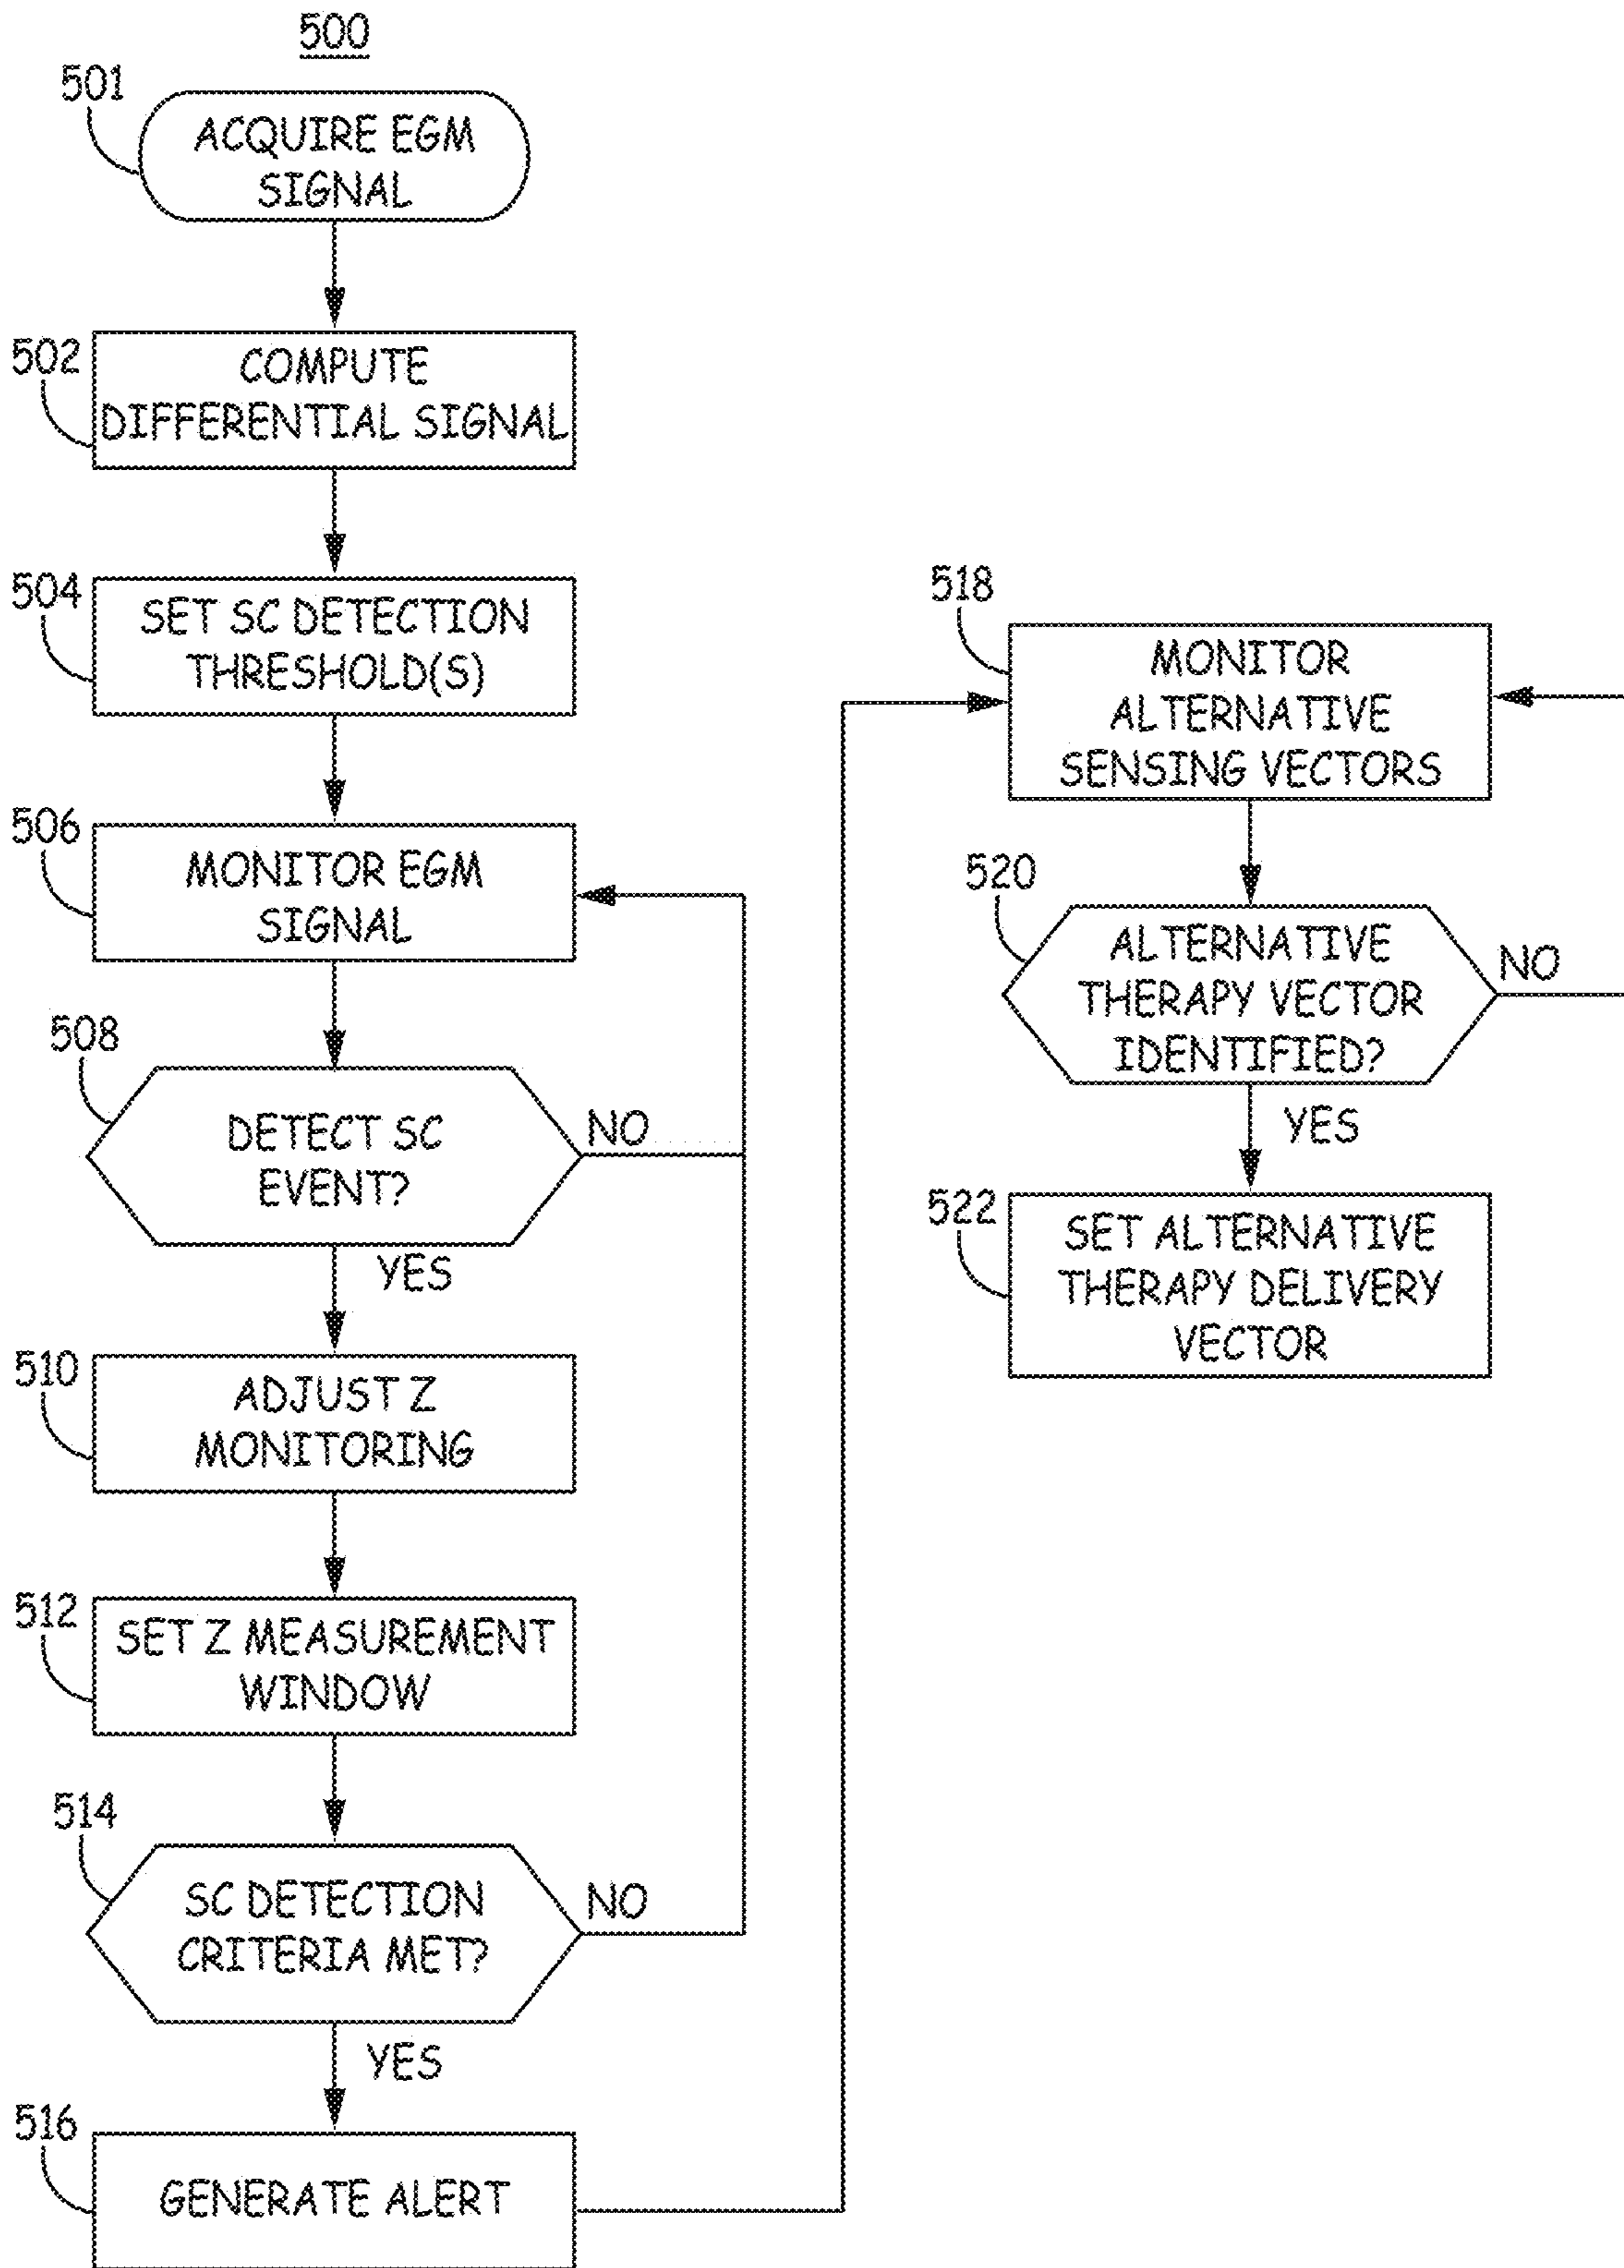 500
501
ACQUIRE EGM
SIGNAL
502
COMPUTE
DIFFERENTIAL SIGNAL
504
SET SC DETECTION
THRESHOLD(S)
506
MONITOR EGM
SIGNAL
508
DETECT SC
EVENT?
NO
YES
510
ADJUST Z
MONITORING
512
SET Z MEASUREMENT
WINDOW
514
SC DETECTION
CRITERIA MET?
NO
YES
516
GENERATE ALERT
518
MONITOR
ALTERNATIVE
SENSING VECTORS
520
ALTERNATIVE
THERAPY VECTOR
IDENTIFIED?
NO
YES
522
SET ALTERNATIVE
THERAPY DELIVERY
VECTOR